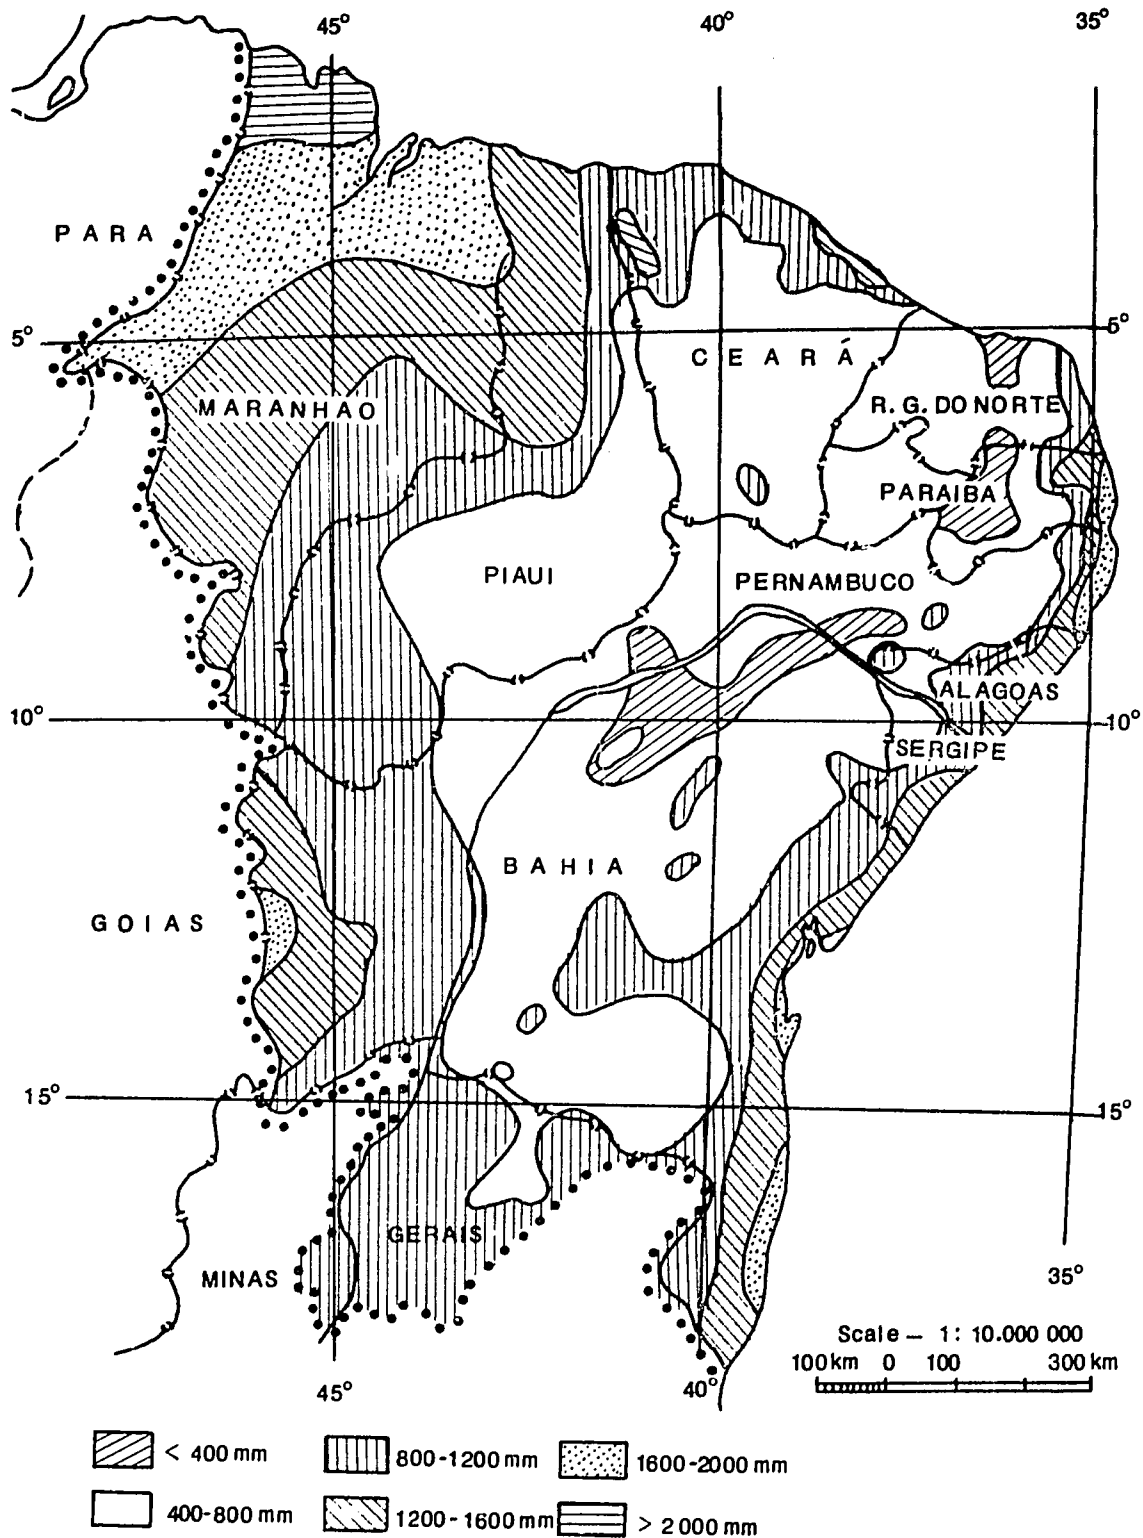 45° 40° 35°
PARA
5° 5°
CEARÁ
MARANHAO
R. G. DO NORTE
PARAIBA
PIAUI
PERNAMBUCO
ALAGOAS
10° 10°
SERGIPE
BAHIA
GOIAS
15° 15°
GERAIS
MINAS
35°
Scale – 1: 10.000 000
100 km 0 100 300 km
45° 40°
< 400 mm 800-1200 mm 1600-2000 mm
400-800 mm 1200-1600 mm > 2 000 mm